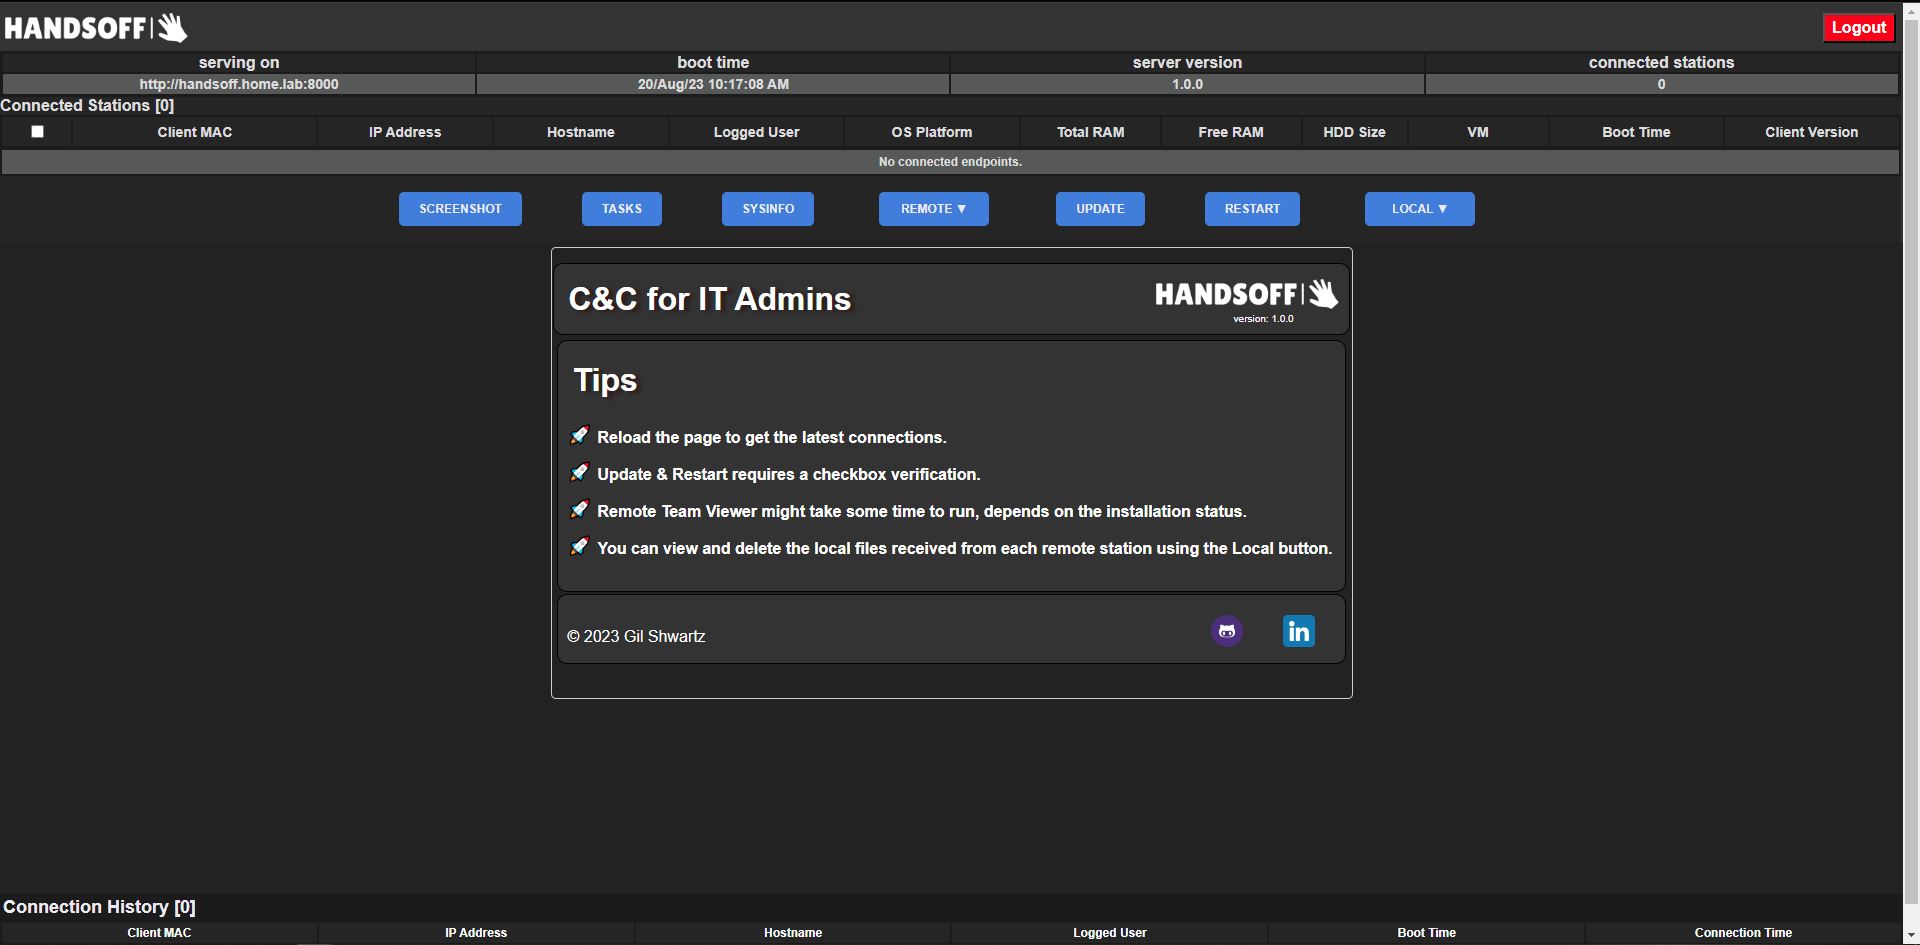 HANDSOFF
Logout
serving on boot time server version connected stations
http://handsoff.home.lab:8000 20/Aug/23 10:17:08 AM 1.0.0 0
Connected Stations [0]
Client MAC IP Address Hostname Logged User OS Platform Total RAM Free RAM HDD Size VM Boot Time Client Version
No connected endpoints.
SCREENSHOT TASKS SYSINFO REMOTE ▼ UPDATE RESTART LOCAL ▼
C&C for IT Admins
HANDSOFF
version: 1.0.0
Tips
Reload the page to get the latest connections.
Update & Restart requires a checkbox verification.
Remote Team Viewer might take some time to run, depends on the installation status.
You can view and delete the local files received from each remote station using the Local button.
© 2023 Gil Shwartz
in
Connection History [0]
Client MAC IP Address Hostname Logged User Boot Time Connection Time